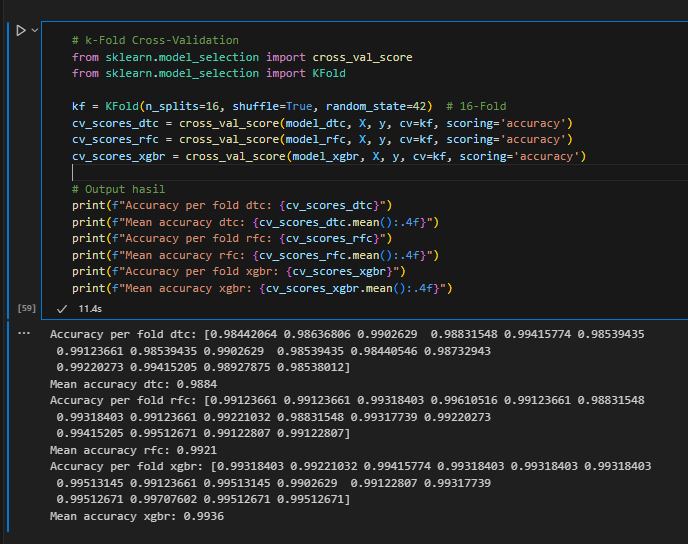 # k-Fold Cross-Validation
from sklearn.model_selection import cross_val_score
from sklearn.model_selection import KFold
kf = KFold(n_splits=16, shuffle=True, random_state=42)  # 16-Fold
cv_scores_dtc = cross_val_score(model_dtc, X, y, cv=kf, scoring='accuracy')
cv_scores_rfc = cross_val_score(model_rfc, X, y, cv=kf, scoring='accuracy')
cv_scores_xgbr = cross_val_score(model_xgbr, X, y, cv=kf, scoring='accuracy')
# Output hasil
print(f"Accuracy per fold dtc: {cv_scores_dtc}")
print(f"Mean accuracy dtc: {cv_scores_dtc.mean():.4f}")
print(f"Accuracy per fold rfc: {cv_scores_rfc}")
print(f"Mean accuracy rfc: {cv_scores_rfc.mean():.4f}")
print(f"Accuracy per fold xgbr: {cv_scores_xgbr}")
print(f"Mean accuracy xgbr: {cv_scores_xgbr.mean():.4f}")
[59] ✓ 11.4s
... Accuracy per fold dtc: [0.98442064 0.98636806 0.9902629  0.98831548 0.99415774 0.98539435
 0.99123661 0.98539435 0.9902629  0.98539435 0.98440546 0.98732943
 0.99220273 0.99415205 0.98927875 0.98538012]
Mean accuracy dtc: 0.9884
Accuracy per fold rfc: [0.99123661 0.99123661 0.99318403 0.99610516 0.99123661 0.98831548
 0.99318403 0.99123661 0.99221032 0.98831548 0.99317739 0.99220273
 0.99415205 0.99512671 0.99122807 0.99122807]
Mean accuracy rfc: 0.9921
Accuracy per fold xgbr: [0.99318403 0.99221032 0.99415774 0.99318403 0.99318403 0.99318403
 0.99513145 0.99123661 0.99513145 0.9902629  0.99122807 0.99317739
 0.99512671 0.99707602 0.99512671 0.99512671]
Mean accuracy xgbr: 0.9936